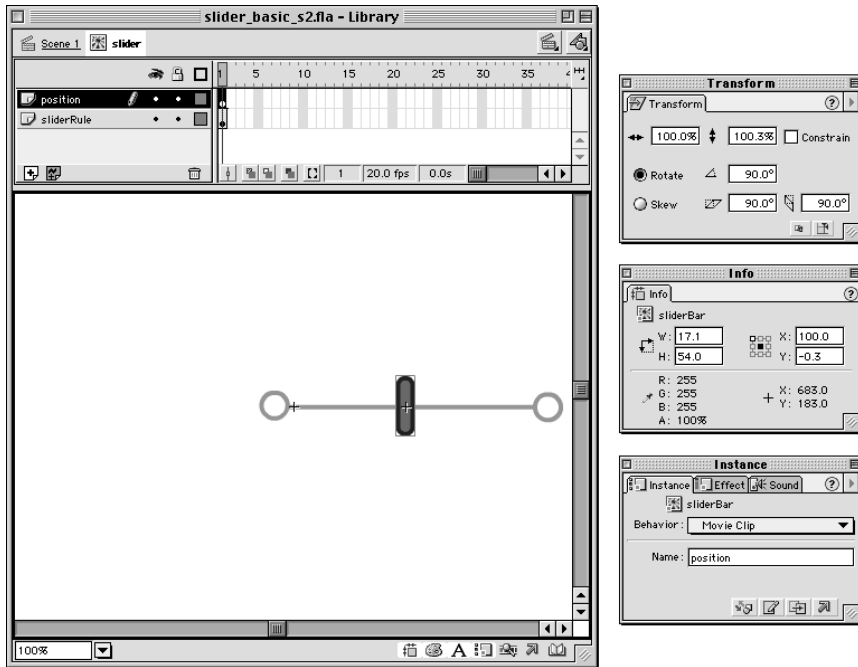 slider_basic_s2.fla - Library
Scene 1 slider
1 5 10 15 20 25 30 35
position
sliderRule
1 20.0 fps 0.0s
100%
A
Transform
Transform ?
100.0% 100.3% Constrain
Rotate 90.0°
Skew 90.0° 90.0°
Info
Info ?
sliderBar
W: 17.1 X: 100.0
H: 54.0 Y: -0.3
R: 255
G: 255
B: 255
A: 100%
X: 683.0
Y: 183.0
Instance
Instance Effect Sound ?
sliderBar
Behavior: Movie Clip
Name: position